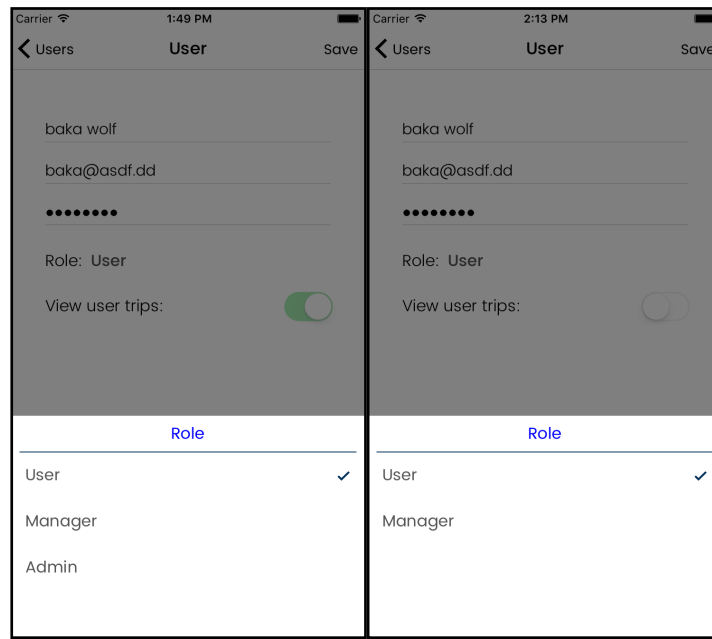 Carrier 1:49 PM
Users User Save
baka wolf
baka@asdf.dd
••••••••
Role: User
View user trips:
Role
User
Manager
Admin
Carrier 2:13 PM
Users User Save
baka wolf
baka@asdf.dd
••••••••
Role: User
View user trips:
Role
User
Manager